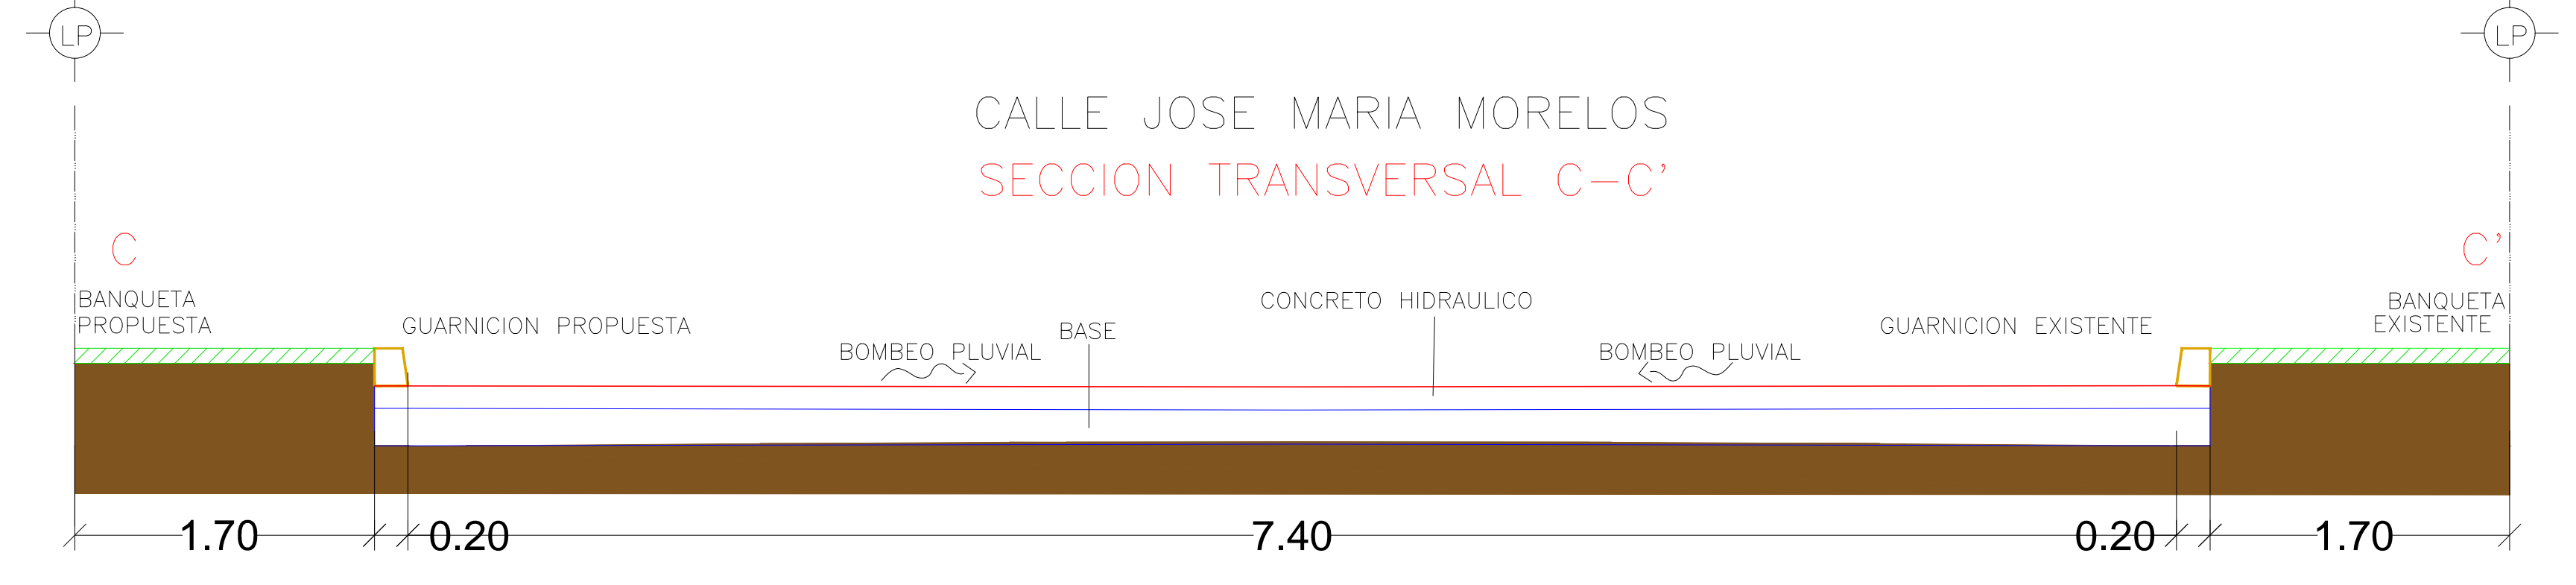 LP
LP
CALLE JOSE MARIA MORELOS
SECCION TRANSVERSAL C-C'
C
C'
BANQUETA
PROPUESTA
GUARNICION PROPUESTA
BOMBEO PLUVIAL
BASE
CONCRETO HIDRAULICO
BOMBEO PLUVIAL
GUARNICION EXISTENTE
BANQUETA
EXISTENTE
1.70
0.20
7.40
0.20
1.70